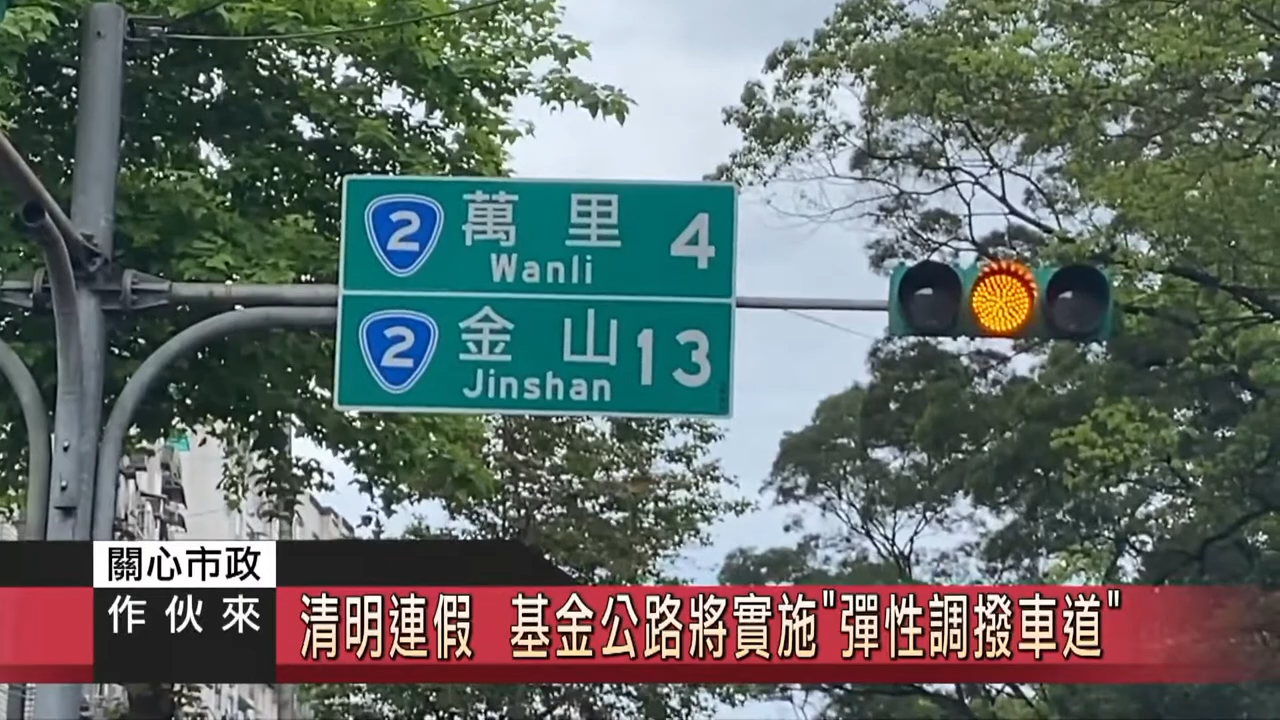 2 萬里 4
Wanli
2 金山 13
Jinshan
關心市政
作伙來
清明連假 基金公路將實施"彈性調撥車道"